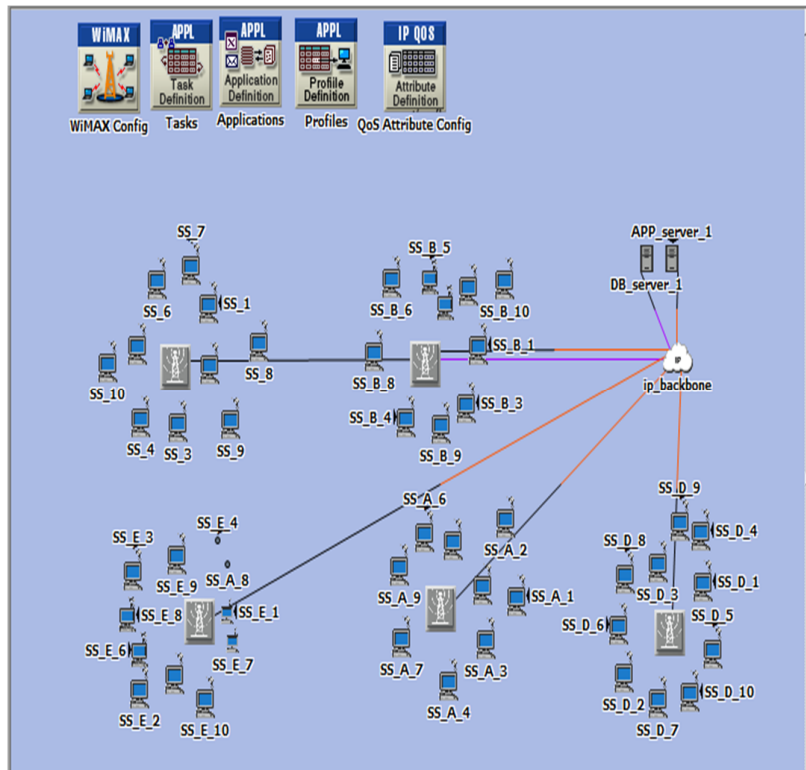 WiMAX
APPL
APPL
APPL
IP QOS
Task
Definition
Application
Definition
Profile
Definition
Attribute
Definition
WiMAX Config
Tasks
Applications
Profiles
QoS Attribute Config
SS_7
SS_6
SS_1
SS_10
SS_8
SS_4
SS_3
SS_9
SS_B_5
SS_B_6
SS_B_10
SS_B_1
SS_B_8
SS_B_4
SS_B_3
SS_B_9
APP_server_1
DB_server_1
IP
ip_backbone
SS_E_4
SS_E_3
SS_E_9
SS_A_8
SS_E_8
SS_E_1
SS_E_6
SS_E_7
SS_E_2
SS_E_10
SS_A_6
SS_A_2
SS_A_9
SS_A_1
SS_A_7
SS_A_3
SS_A_4
SS_D_9
SS_D_4
SS_D_8
SS_D_3
SS_D_1
SS_D_6
SS_D_5
SS_D_2
SS_D_10
SS_D_7